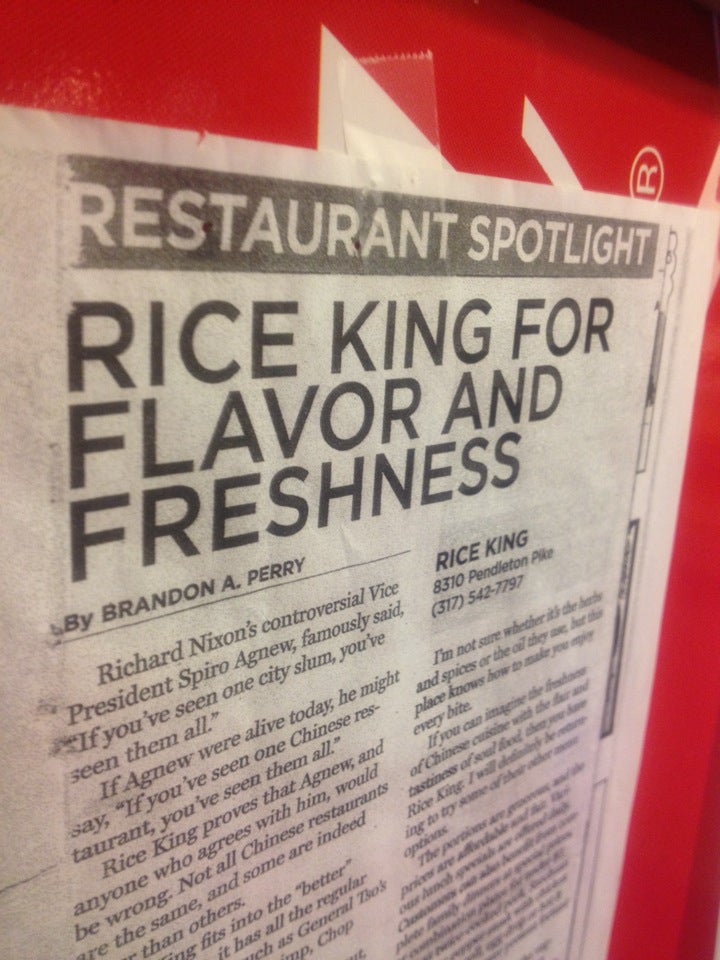 ®
RESTAURANT SPOTLIGHT
RICE KING FOR
FLAVOR AND
FRESHNESS
By BRANDON A. PERRY
Richard Nixon's controversial Vice
President Spiro Agnew, famously said,
"If you've seen one city slum, you've
seen them all."
If Agnew were alive today, he might
say, "If you've seen one Chinese res-
taurant, you've seen them all."
Rice King proves that Agnew, and
anyone who agrees with him, would
be wrong. Not all Chinese restaurants
are the same, and some are indeed
than others.
fits into the "better"
it has all the regular
such as General Tso's
Chop
RICE KING
8310 Pendleton Pike
(317) 542-7797
I'm not sure whether it's the herbs
and spices or the oil they use, but this
place knows how to make you enjoy
every bite.
If you can imagine the freshness
of Chinese cuisine with the flair and
tastiness of soul food, then you have
Rice King. I will definitely be return-
ing to try some of their other menu
options.
The portions are generous, and the
prices are affordable